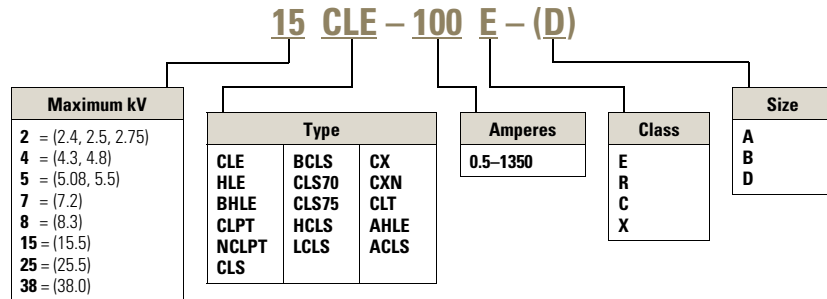 15 CLE – 100 E – (D)
Maximum kV
2 = (2.4, 2.5, 2.75)
4 = (4.3, 4.8)
5 = (5.08, 5.5)
7 = (7.2)
8 = (8.3)
15 = (15.5)
25 = (25.5)
38 = (38.0)
Type
CLE BCLS CX
HLE CLS70 CXN
BHLE CLS75 CLT
CLPT HCLS AHLE
NCLPT LCLS ACLS
CLS
Amperes
0.5–1350
Class
E
R
C
X
Size
A
B
D